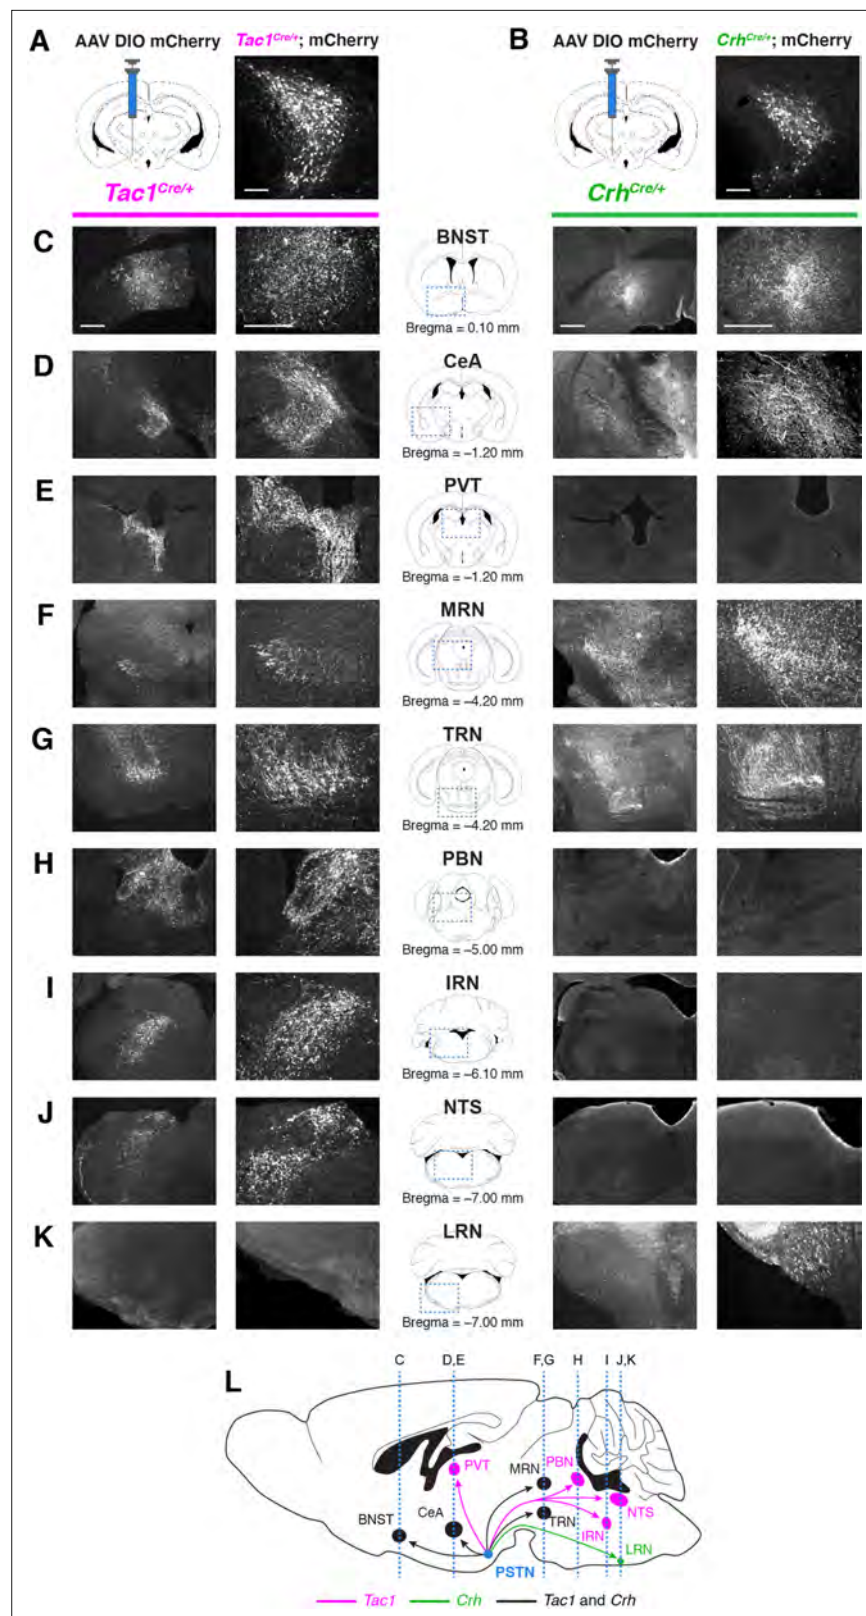 A
AAV DIO mCherry
Tac1Cre/+; mCherry
B
AAV DIO mCherry
CrhCre/+; mCherry
Tac1Cre/+
CrhCre/+
C
BNST
Bregma = 0.10 mm
D
CeA
Bregma = –1.20 mm
E
PVT
Bregma = –1.20 mm
F
MRN
Bregma = –4.20 mm
G
TRN
Bregma = –4.20 mm
H
PBN
Bregma = –5.00 mm
I
IRN
Bregma = –6.10 mm
J
NTS
Bregma = –7.00 mm
K
LRN
Bregma = –7.00 mm
L
C D,E F,G H I J,K
PVT
MRN
PBN
NTS
BNST
CeA
TRN
IRN
LRN
PSTN
Tac1 Crh Tac1 and Crh